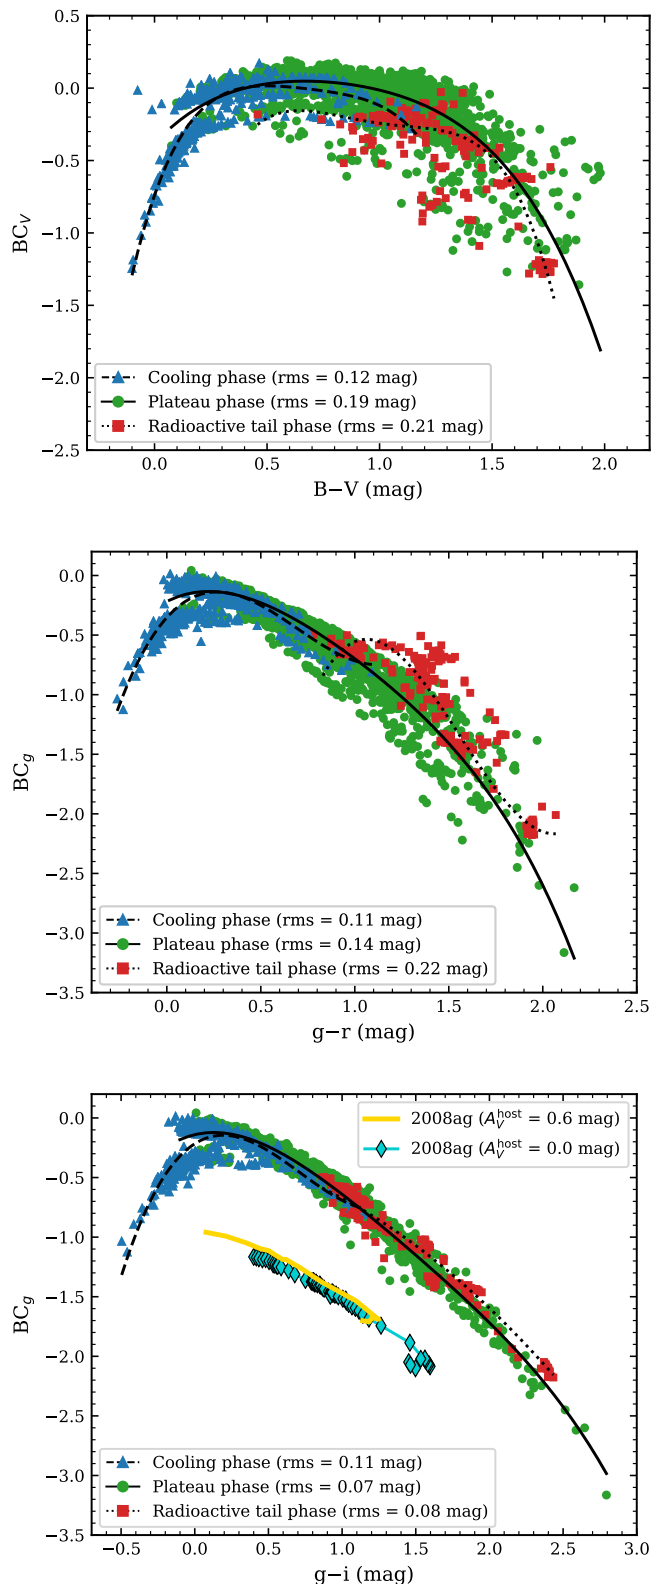 0.5
0.0
−0.5
−1.0
−1.5
−2.0
−2.5
BC_V
Cooling phase (rms = 0.12 mag)
Plateau phase (rms = 0.19 mag)
Radioactive tail phase (rms = 0.21 mag)
0.0 0.5 1.0 1.5 2.0
B−V (mag)
0.0
−0.5
−1.0
−1.5
−2.0
−2.5
−3.0
−3.5
BC_g
Cooling phase (rms = 0.11 mag)
Plateau phase (rms = 0.14 mag)
Radioactive tail phase (rms = 0.22 mag)
0.0 0.5 1.0 1.5 2.0 2.5
g−r (mag)
0.0
−0.5
−1.0
−1.5
−2.0
−2.5
−3.0
−3.5
BC_g
2008ag (A_V^host = 0.6 mag)
2008ag (A_V^host = 0.0 mag)
Cooling phase (rms = 0.11 mag)
Plateau phase (rms = 0.07 mag)
Radioactive tail phase (rms = 0.08 mag)
−0.5 0.0 0.5 1.0 1.5 2.0 2.5 3.0
g−i (mag)